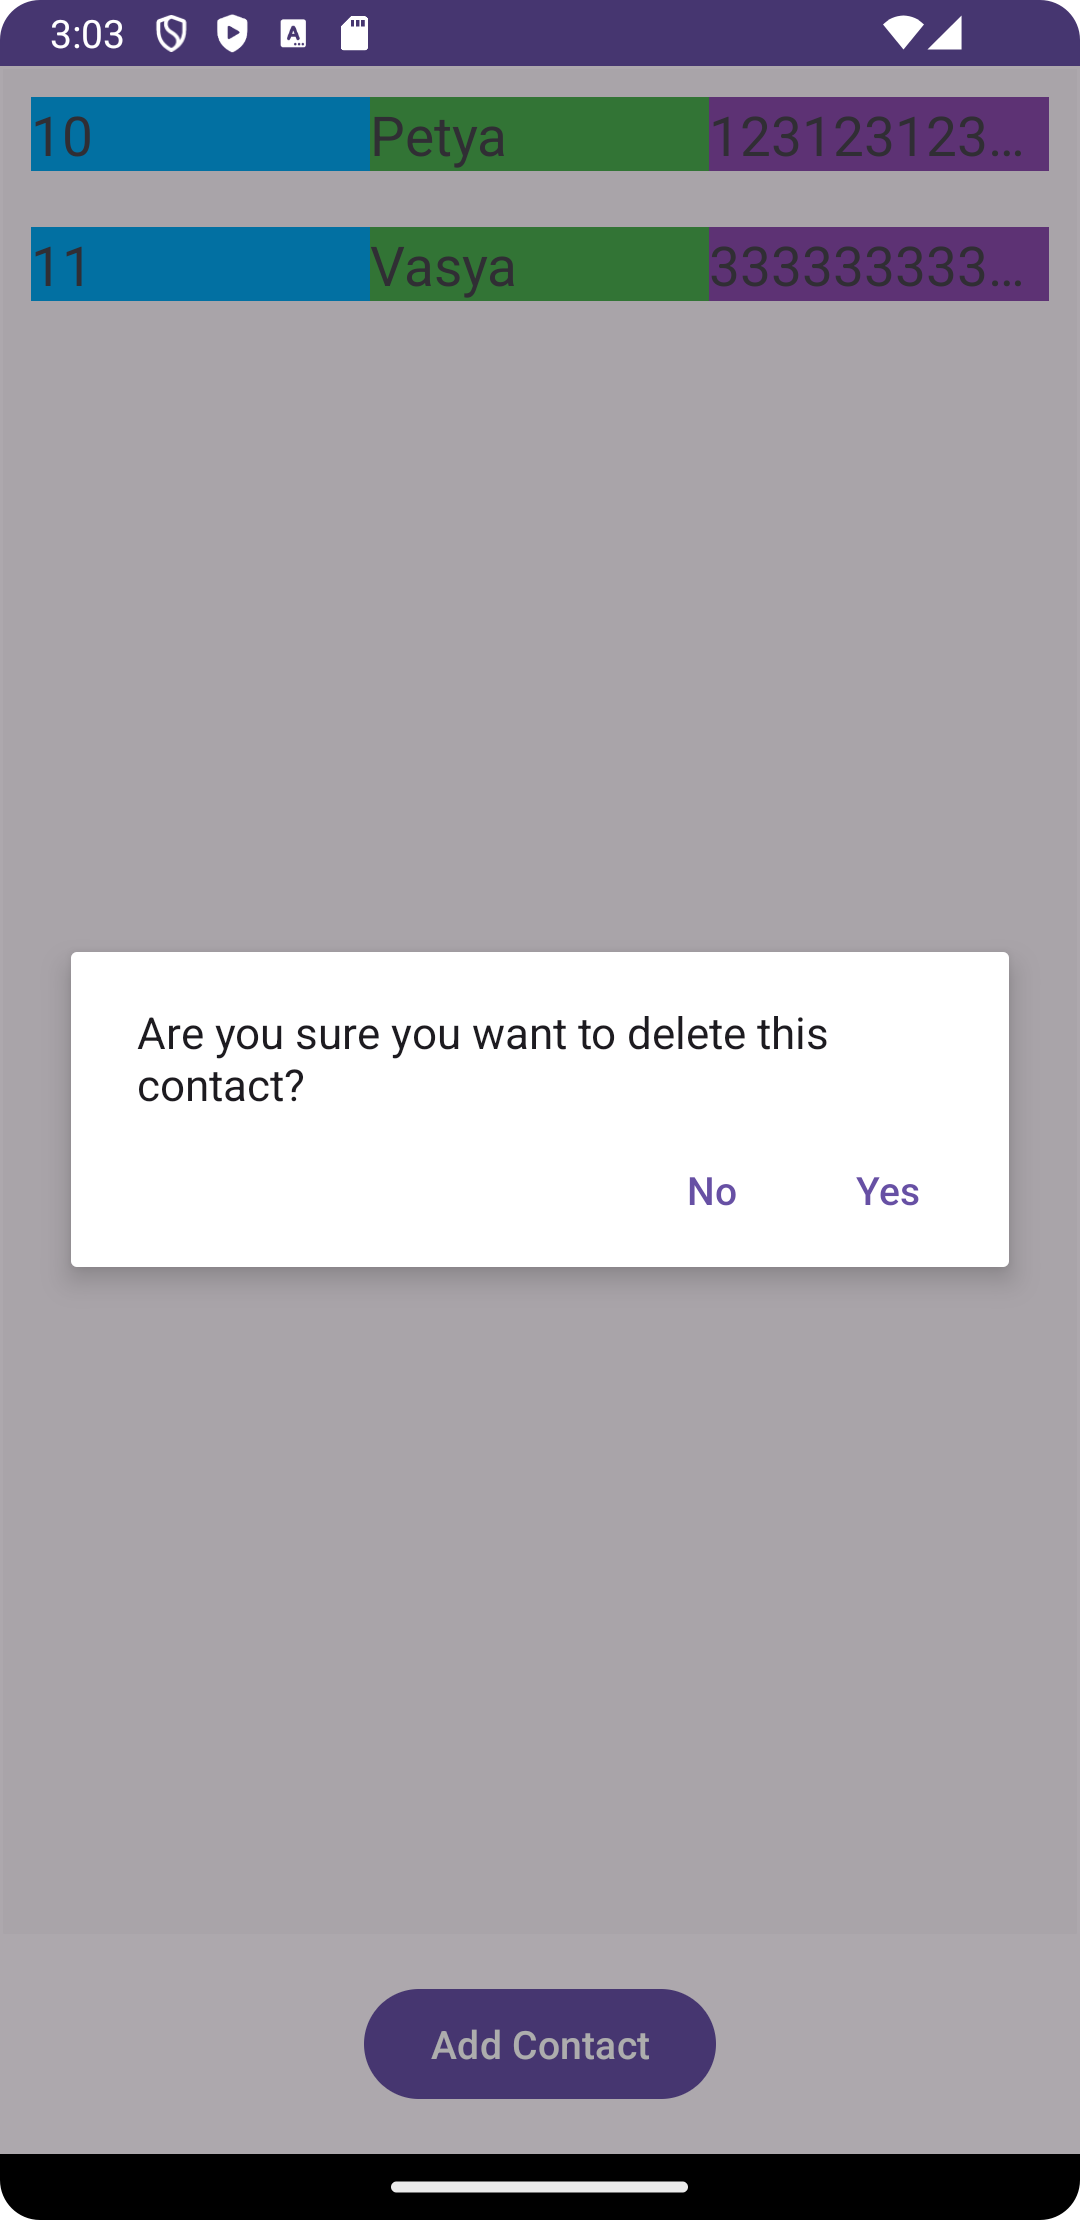 3:03
10 Petya 123123123...
11 Vasya 333333333...
Are you sure you want to delete this
contact?
No Yes
Add Contact